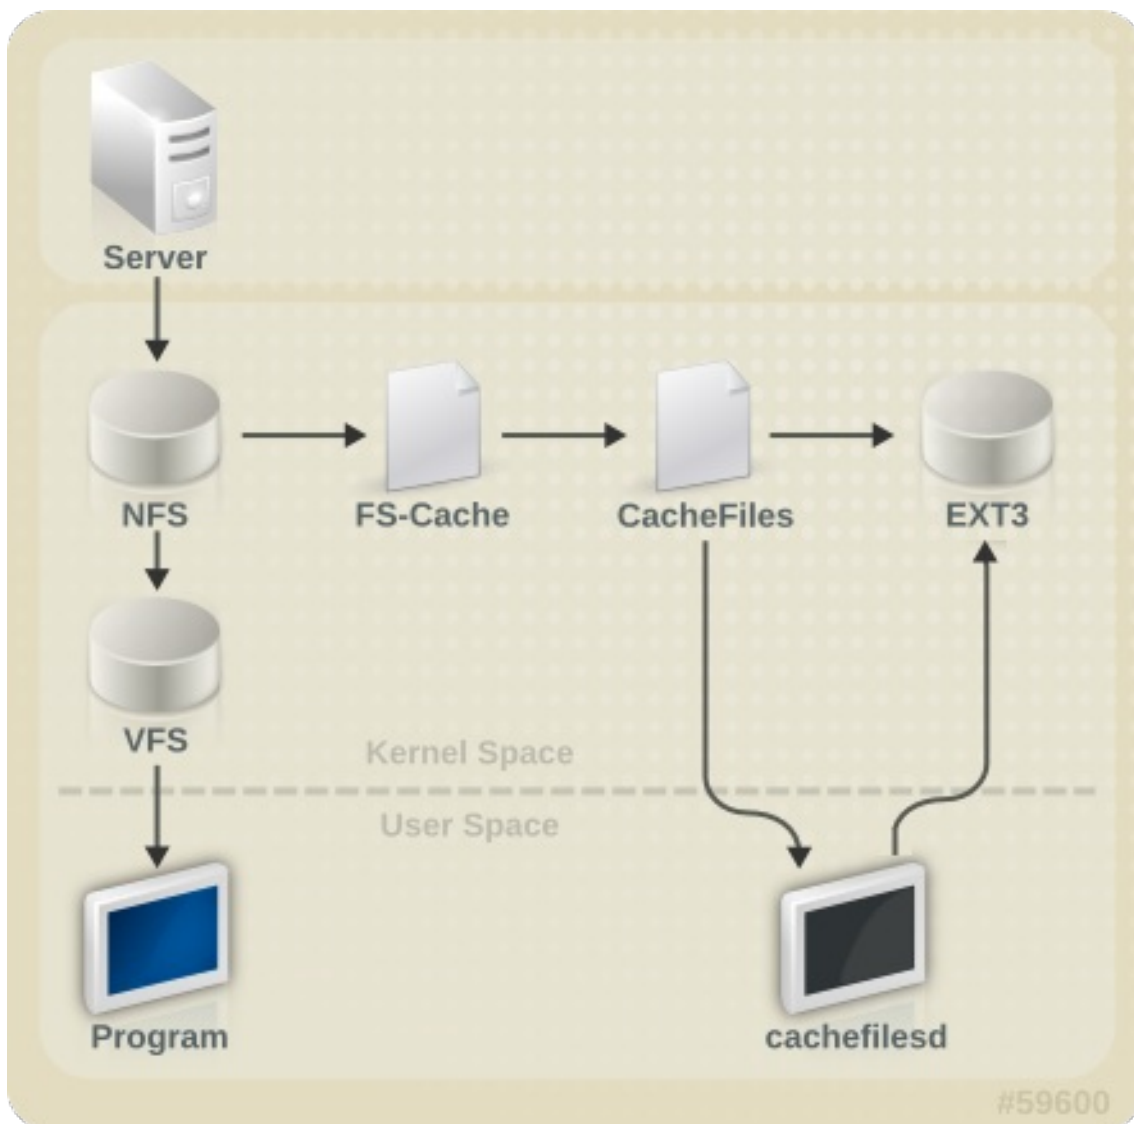 Server
NFS
FS-Cache
CacheFiles
EXT3
VFS
Kernel Space
User Space
Program
cachefilesd
#59600